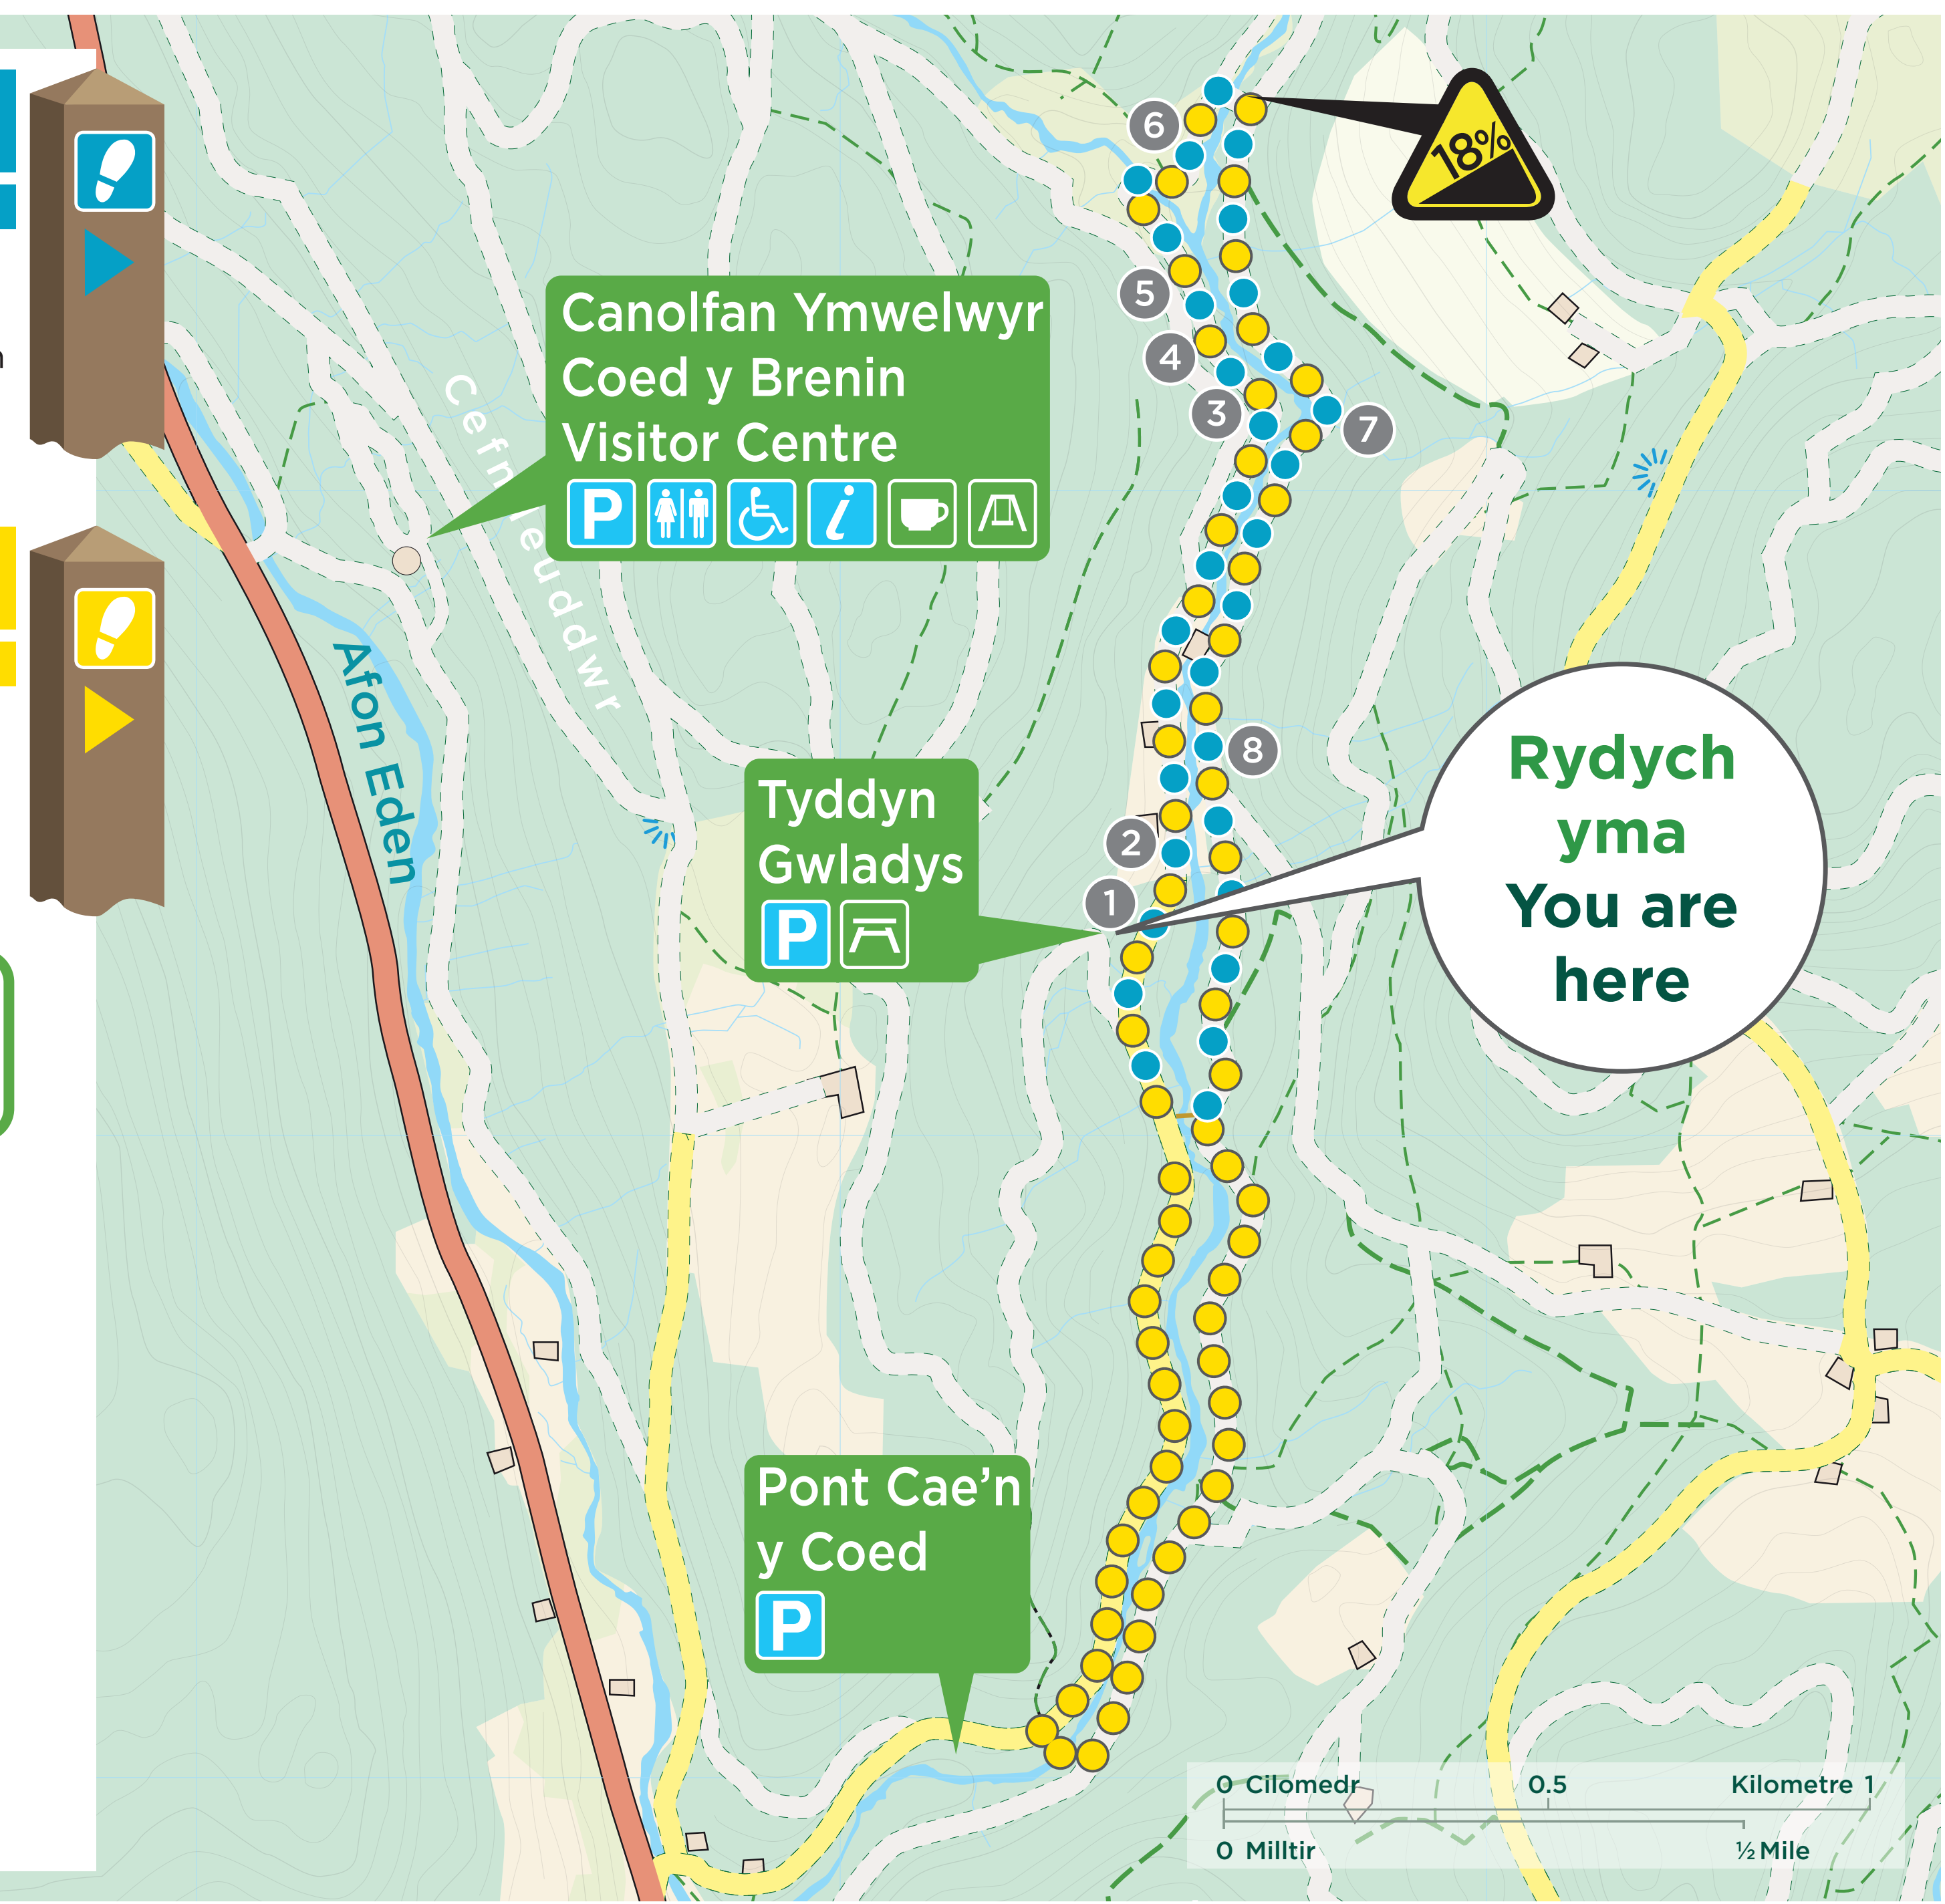 18%
6
5
4
3
7
Canolfan Ymwelwyr
Coed y Brenin
Visitor Centre
P
i
Afon Eden
8
Rydych
yma
You are
here
Tyddyn
Gwladys
P
2
1
Pont Cae’n
y Coed
P
0 Cilomedr 0.5 Kilometre 1
0 Milltir ½ Mile